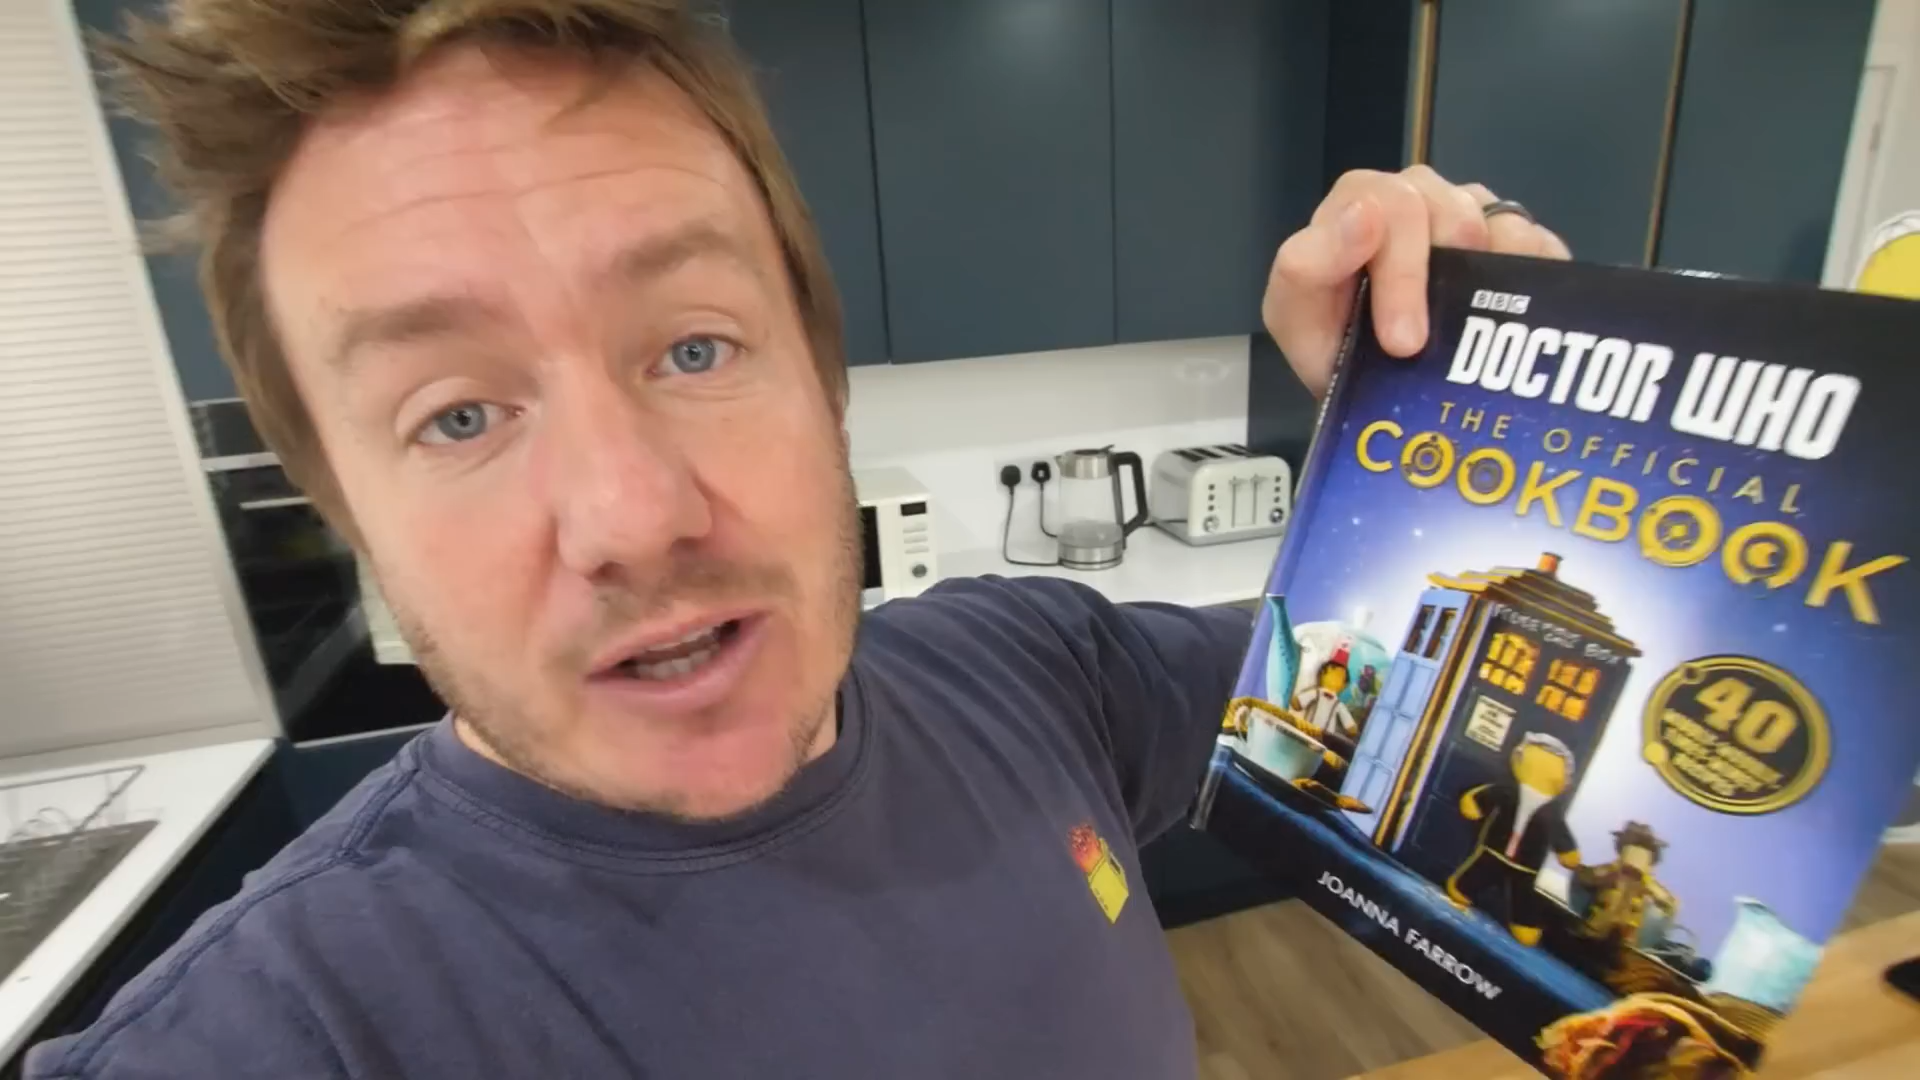 BBC
DOCTOR WHO
THE OFFICIAL
COOKBOOK
40
JOANNA FARROW